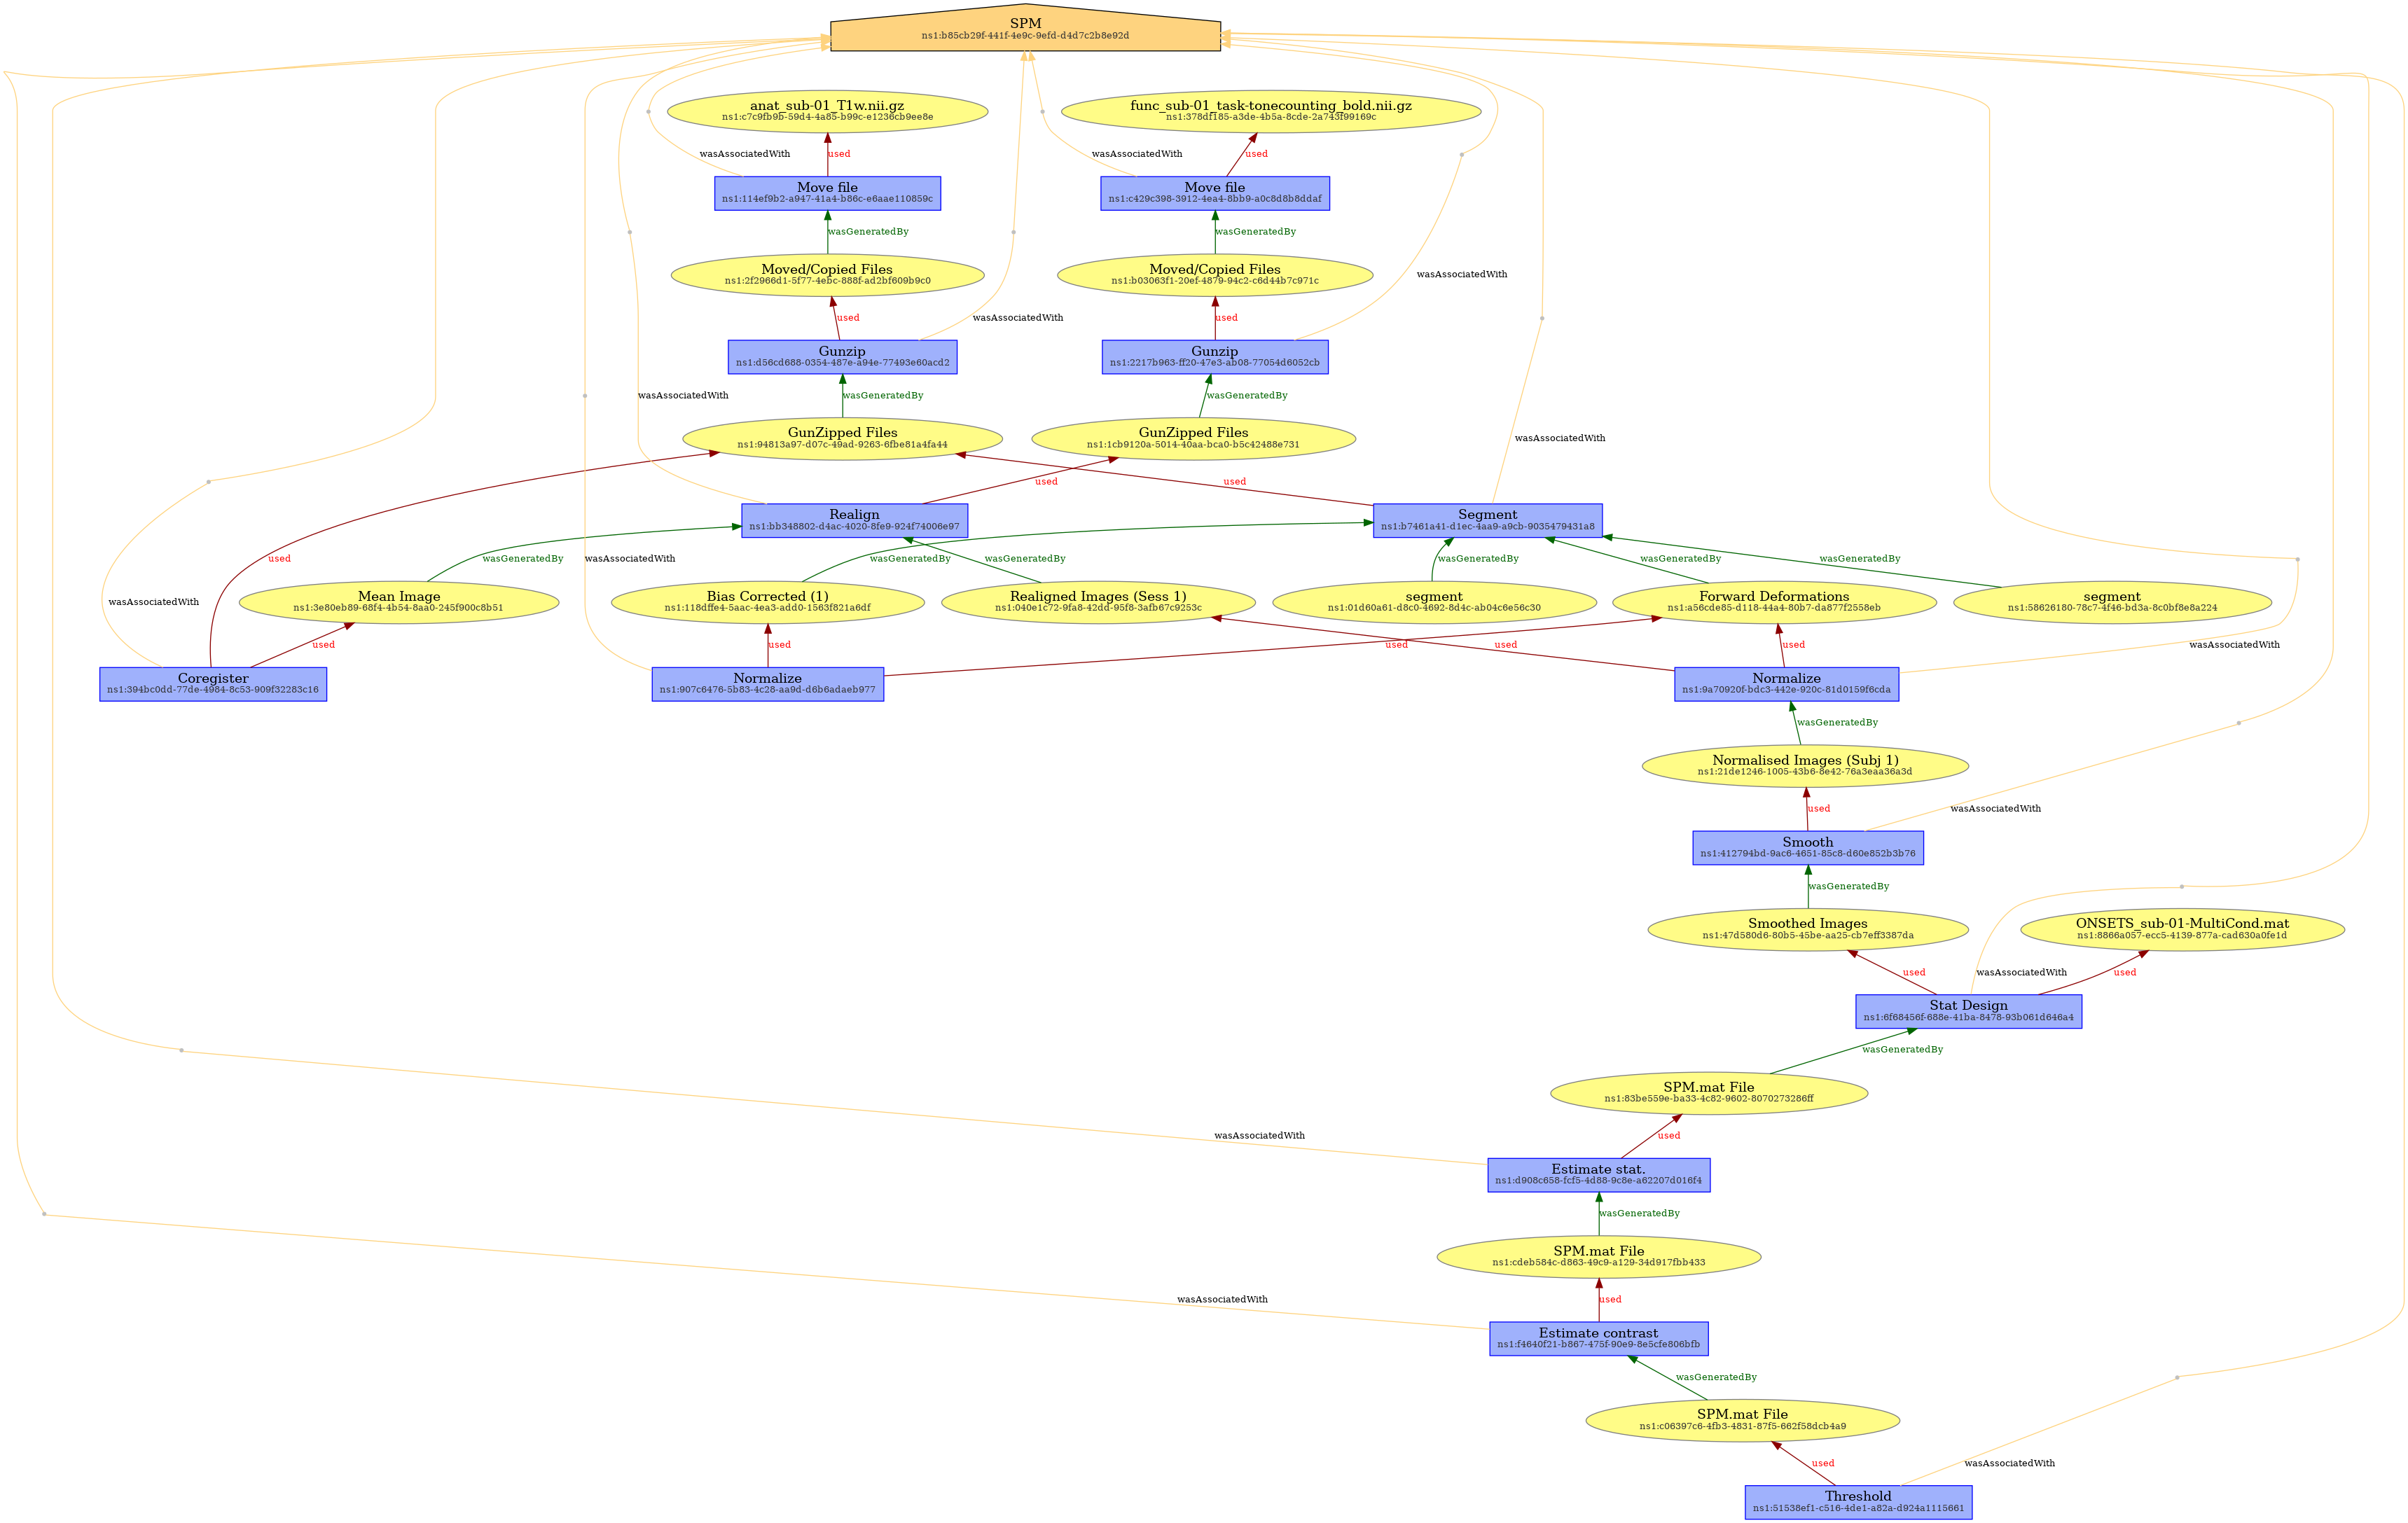 SPM
ns1:b85cb29f-441f-4e9c-9efd-d4d7c2b8e92d
anat_sub-01_T1w.nii.gz
ns1:c7c9fb9b-59d4-4a85-b99c-e1236cb9ee8e
func_sub-01_task-tonecounting_bold.nii.gz
ns1:378df185-a3de-4b5a-8cde-2a743f99169c
wasAssociatedWith
used
wasAssociatedWith
used
Move file
ns1:114ef9b2-a947-41a4-b86c-e6aae110859c
Move file
ns1:c429c398-3912-4ea4-8bb9-a0c8d8b8ddaf
wasGeneratedBy
wasGeneratedBy
Moved/Copied Files
ns1:2f2966d1-5f77-4ebc-888f-ad2bf609b9c0
Moved/Copied Files
ns1:b03063f1-20ef-4879-94c2-c6d44b7c971c
wasAssociatedWith
used
wasAssociatedWith
used
Gunzip
ns1:d56cd688-0354-487e-a94e-77493e60acd2
Gunzip
ns1:2217b963-ff20-47e3-ab08-77054d6052cb
wasAssociatedWith
wasGeneratedBy
wasGeneratedBy
GunZipped Files
ns1:94813a97-d07c-49ad-9263-6fbe81a4fa44
GunZipped Files
ns1:1cb9120a-5014-40aa-bca0-b5c42488e731
wasAssociatedWith
used
used
Realign
ns1:bb348802-d4ac-4020-8fe9-924f74006e97
Segment
ns1:b7461a41-d1ec-4aa9-a9cb-9035479431a8
used
wasGeneratedBy
wasAssociatedWith
wasGeneratedBy
wasGeneratedBy
wasGeneratedBy
wasGeneratedBy
wasGeneratedBy
wasAssociatedWith
Mean Image
ns1:3e80eb89-68f4-4b54-8aa0-245f900c8b51
Bias Corrected (1)
ns1:118dffe4-5aac-4ea3-add0-1563f821a6df
Realigned Images (Sess 1)
ns1:040e1c72-9fa8-42dd-95f8-3afb67c9253c
segment
ns1:01d60a61-d8c0-4692-8d4c-ab04c6e56c30
Forward Deformations
ns1:a56cde85-d118-44a4-80b7-da877f2558eb
segment
ns1:58626180-78c7-4f46-bd3a-8c0bf8e8a224
used
used
used
used
used
wasAssociatedWith
Coregister
ns1:394bc0dd-77de-4984-8c53-909f32283c16
Normalize
ns1:907c6476-5b83-4c28-aa9d-d6b6adaeb977
Normalize
ns1:9a70920f-bdc3-442e-920c-81d0159f6cda
wasGeneratedBy
Normalised Images (Subj 1)
ns1:21de1246-1005-43b6-8e42-76a3eaa36a3d
used
wasAssociatedWith
Smooth
ns1:412794bd-9ac6-4651-85c8-d60e852b3b76
wasGeneratedBy
Smoothed Images
ns1:47d580d6-80b5-45be-aa25-cb7eff3387da
ONSETS_sub-01-MultiCond.mat
ns1:8866a057-ecc5-4139-877a-cad630a0fe1d
used
wasAssociatedWith
used
Stat Design
ns1:6f68456f-688e-41ba-8478-93b061d646a4
wasGeneratedBy
SPM.mat File
ns1:83be559e-ba33-4c82-9602-8070273286ff
wasAssociatedWith
used
Estimate stat.
ns1:d908c658-fcf5-4d88-9c8e-a62207d016f4
wasGeneratedBy
SPM.mat File
ns1:cdeb584c-d863-49c9-a129-34d917fbb433
wasAssociatedWith
used
Estimate contrast
ns1:f4640f21-b867-475f-90e9-8e5cfe806bfb
wasGeneratedBy
SPM.mat File
ns1:c06397c6-4fb3-4831-87f5-662f58dcb4a9
used
wasAssociatedWith
Threshold
ns1:51538ef1-c516-4de1-a82a-d924a1115661